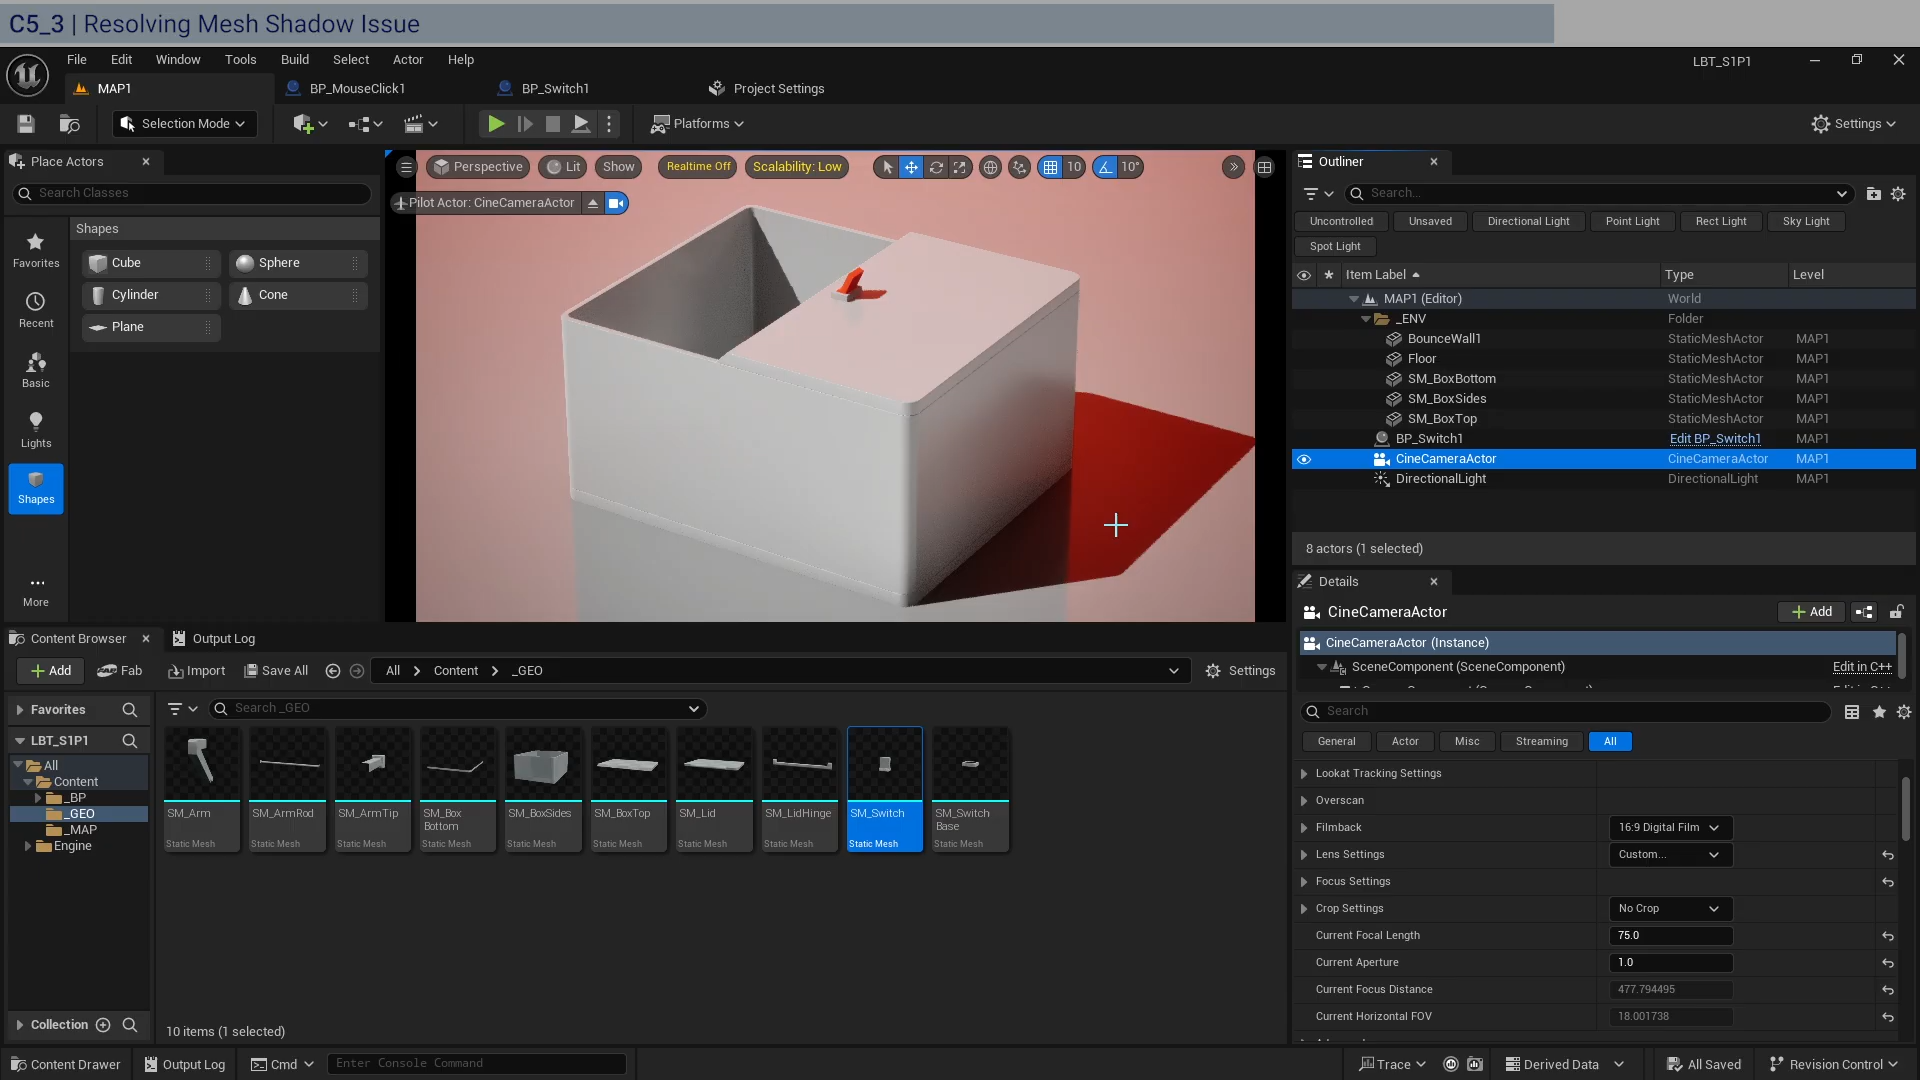 C5_3 | Resolving Mesh Shadow Issue
File Edit Window Tools Build Select Actor Help
LBT_S1P1
MAP1 BP_MouseClick1 BP_Switch1 Project Settings
Selection Mode Platforms Settings
Place Actors
Search Classes
Shapes
Cube Sphere
Cylinder Cone
Plane
Favorites
Recent
Basic
Lights
Shapes
More
Perspective Lit Show Realtime Off Scalability: Low 10 10°
Pilot Actor: CineCameraActor
Outliner
Search...
Uncontrolled Unsaved Directional Light Point Light Rect Light Sky Light
Spot Light
Item Label Type Level
MAP1 (Editor) World
_ENV Folder
BounceWall1 StaticMeshActor MAP1
Floor StaticMeshActor MAP1
SM_BoxBottom StaticMeshActor MAP1
SM_BoxSides StaticMeshActor MAP1
SM_BoxTop StaticMeshActor MAP1
BP_Switch1 Edit BP_Switch1 MAP1
CineCameraActor CineCameraActor MAP1
DirectionalLight DirectionalLight MAP1
8 actors (1 selected)
Details
CineCameraActor Add
CineCameraActor (Instance)
SceneComponent (SceneComponent) Edit in C++
Search
General Actor Misc Streaming All
Lookat Tracking Settings
Overscan
Filmback 16:9 Digital Film
Lens Settings Custom...
Focus Settings
Crop Settings No Crop
Current Focal Length 75.0
Current Aperture 1.0
Current Focus Distance 477.794495
Current Horizontal FOV 18.001738
Content Browser Output Log
Add Fab Import Save All All Content _GEO Settings
Favorites
LBT_S1P1
All
Content
_BP
_GEO
_MAP
Engine
Collection
Search _GEO
SM_Arm SM_ArmRod SM_ArmTip SM_Box Bottom SM_BoxSides SM_BoxTop SM_Lid SM_LidHinge SM_Switch SM_Switch Base
Static Mesh Static Mesh Static Mesh Static Mesh Static Mesh Static Mesh Static Mesh Static Mesh Static Mesh Static Mesh
10 items (1 selected)
Content Drawer Output Log Cmd Enter Console Command Trace Derived Data All Saved Revision Control